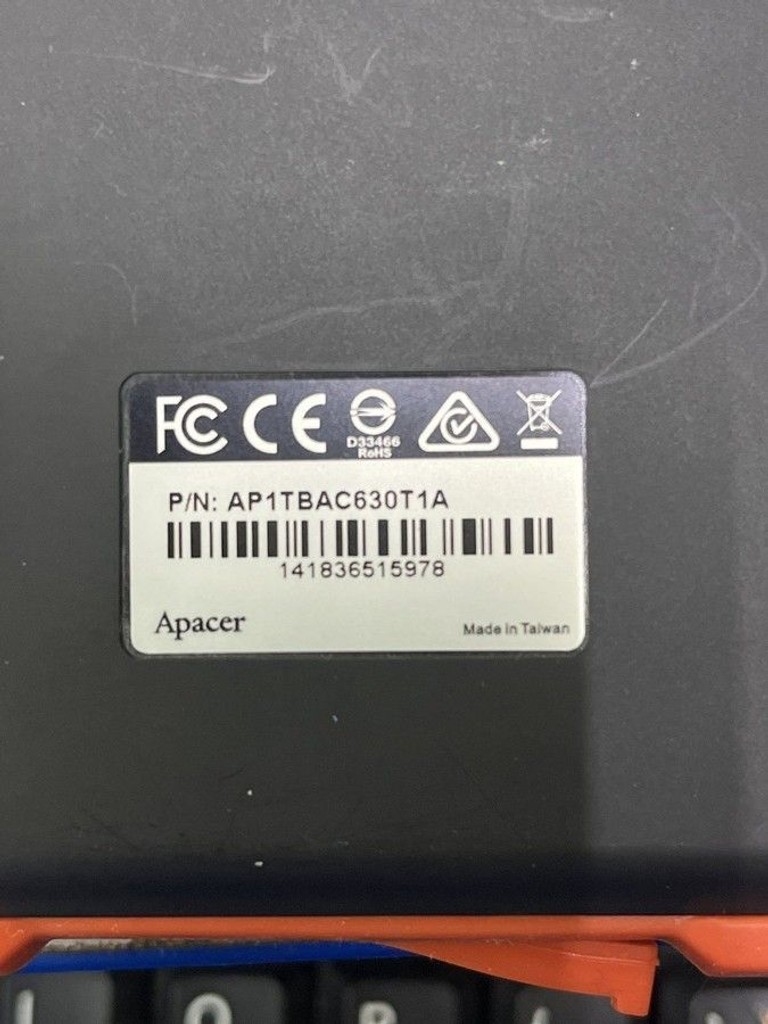 FC CE
D33466
RoHS
P/N: AP1TBAC630T1A
141836515978
Apacer
Made in Taiwan
O